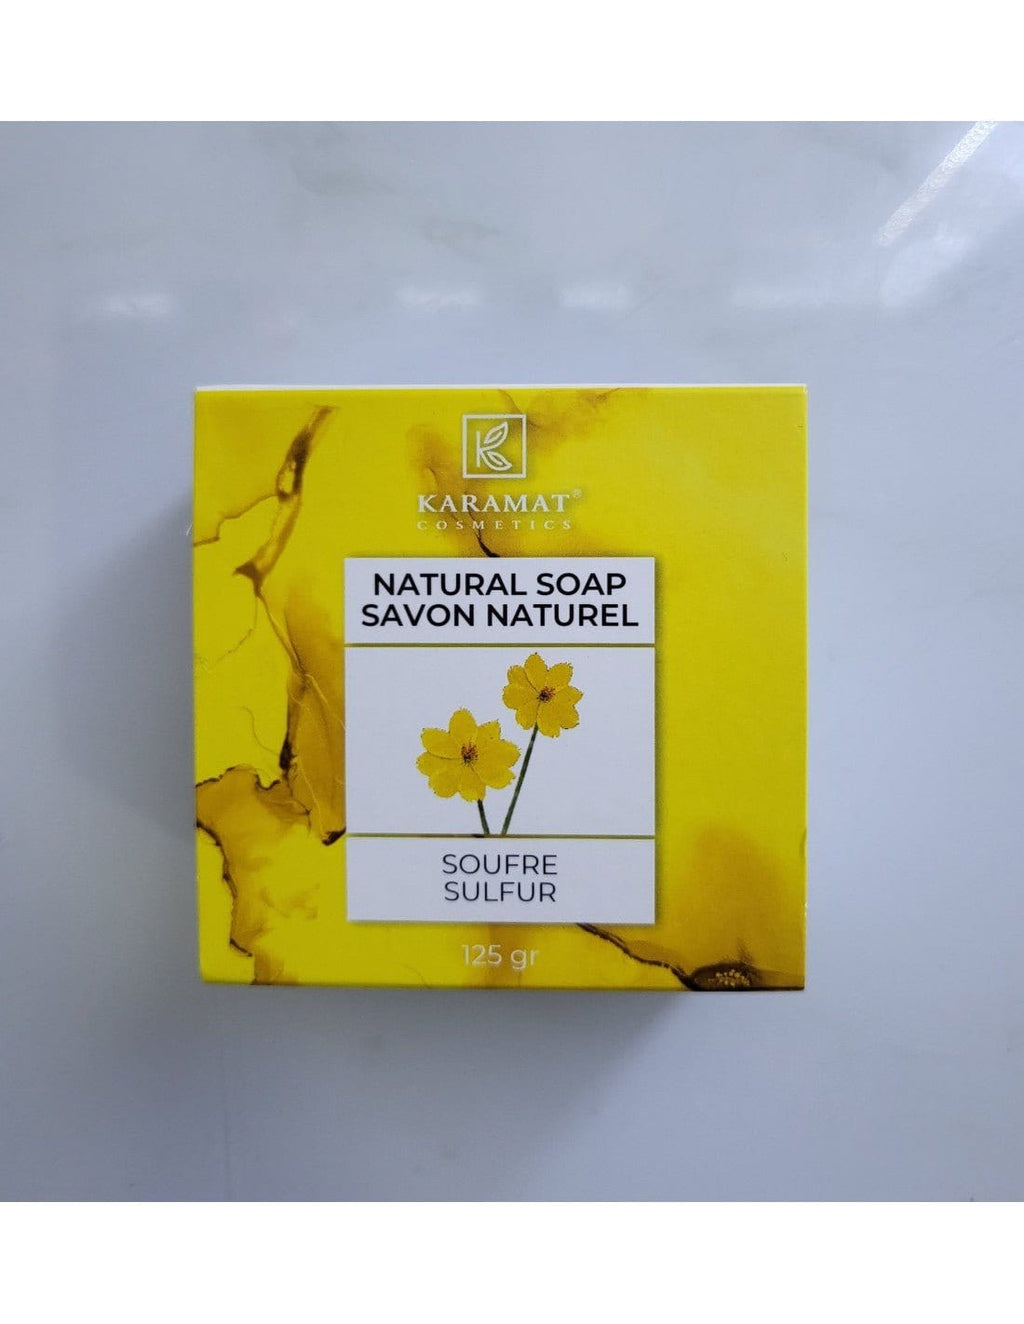 K
KARAMAT®
COSMETICS
NATURAL SOAP
SAVON NATUREL
SOUFRE
SULFUR
125 gr